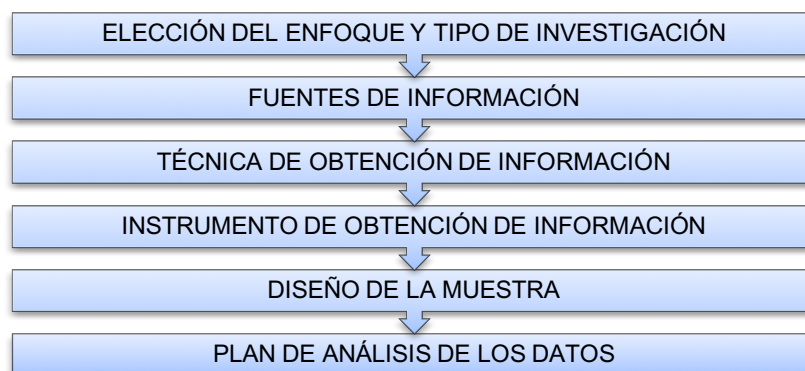 ELECCIÓN DEL ENFOQUE Y TIPO DE INVESTIGACIÓN
FUENTES DE INFORMACIÓN
TÉCNICA DE OBTENCIÓN DE INFORMACIÓN
INSTRUMENTO DE OBTENCIÓN DE INFORMACIÓN
DISEÑO DE LA MUESTRA
PLAN DE ANÁLISIS DE LOS DATOS